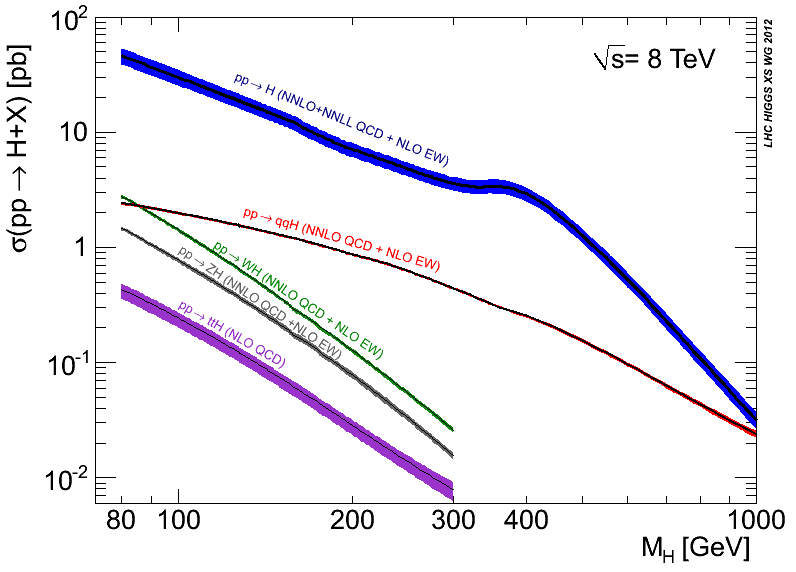 σ(pp → H+X) [pb]
10²
10
1
10⁻¹
10⁻²
√s= 8 TeV
LHC HIGGS XS WG 2012
pp → H (NNLO+NNLL QCD + NLO EW)
pp → qqH (NNLO QCD + NLO EW)
pp → WH (NNLO QCD + NLO EW)
pp → ZH (NNLO QCD +NLO EW)
pp → ttH (NLO QCD)
80 100 200 300 400 1000
M_H [GeV]